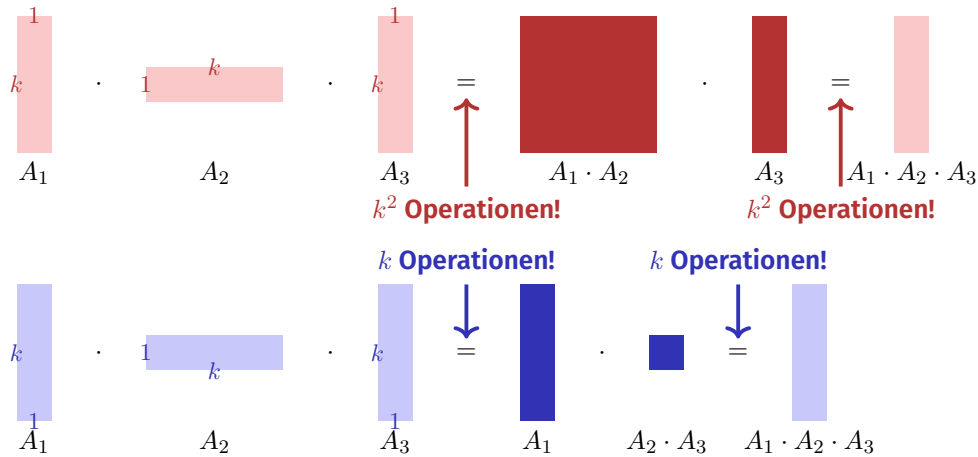 1 k 1 1
k · 1 · k = · =
A₁ A₂ A₃ A₁ · A₂ A₃ A₁ · A₂ · A₃
k² Operationen! k² Operationen!
k Operationen! k Operationen!
k · 1 · k = · =
1 k 1
A₁ A₂ A₃ A₁ A₂ · A₃ A₁ · A₂ · A₃